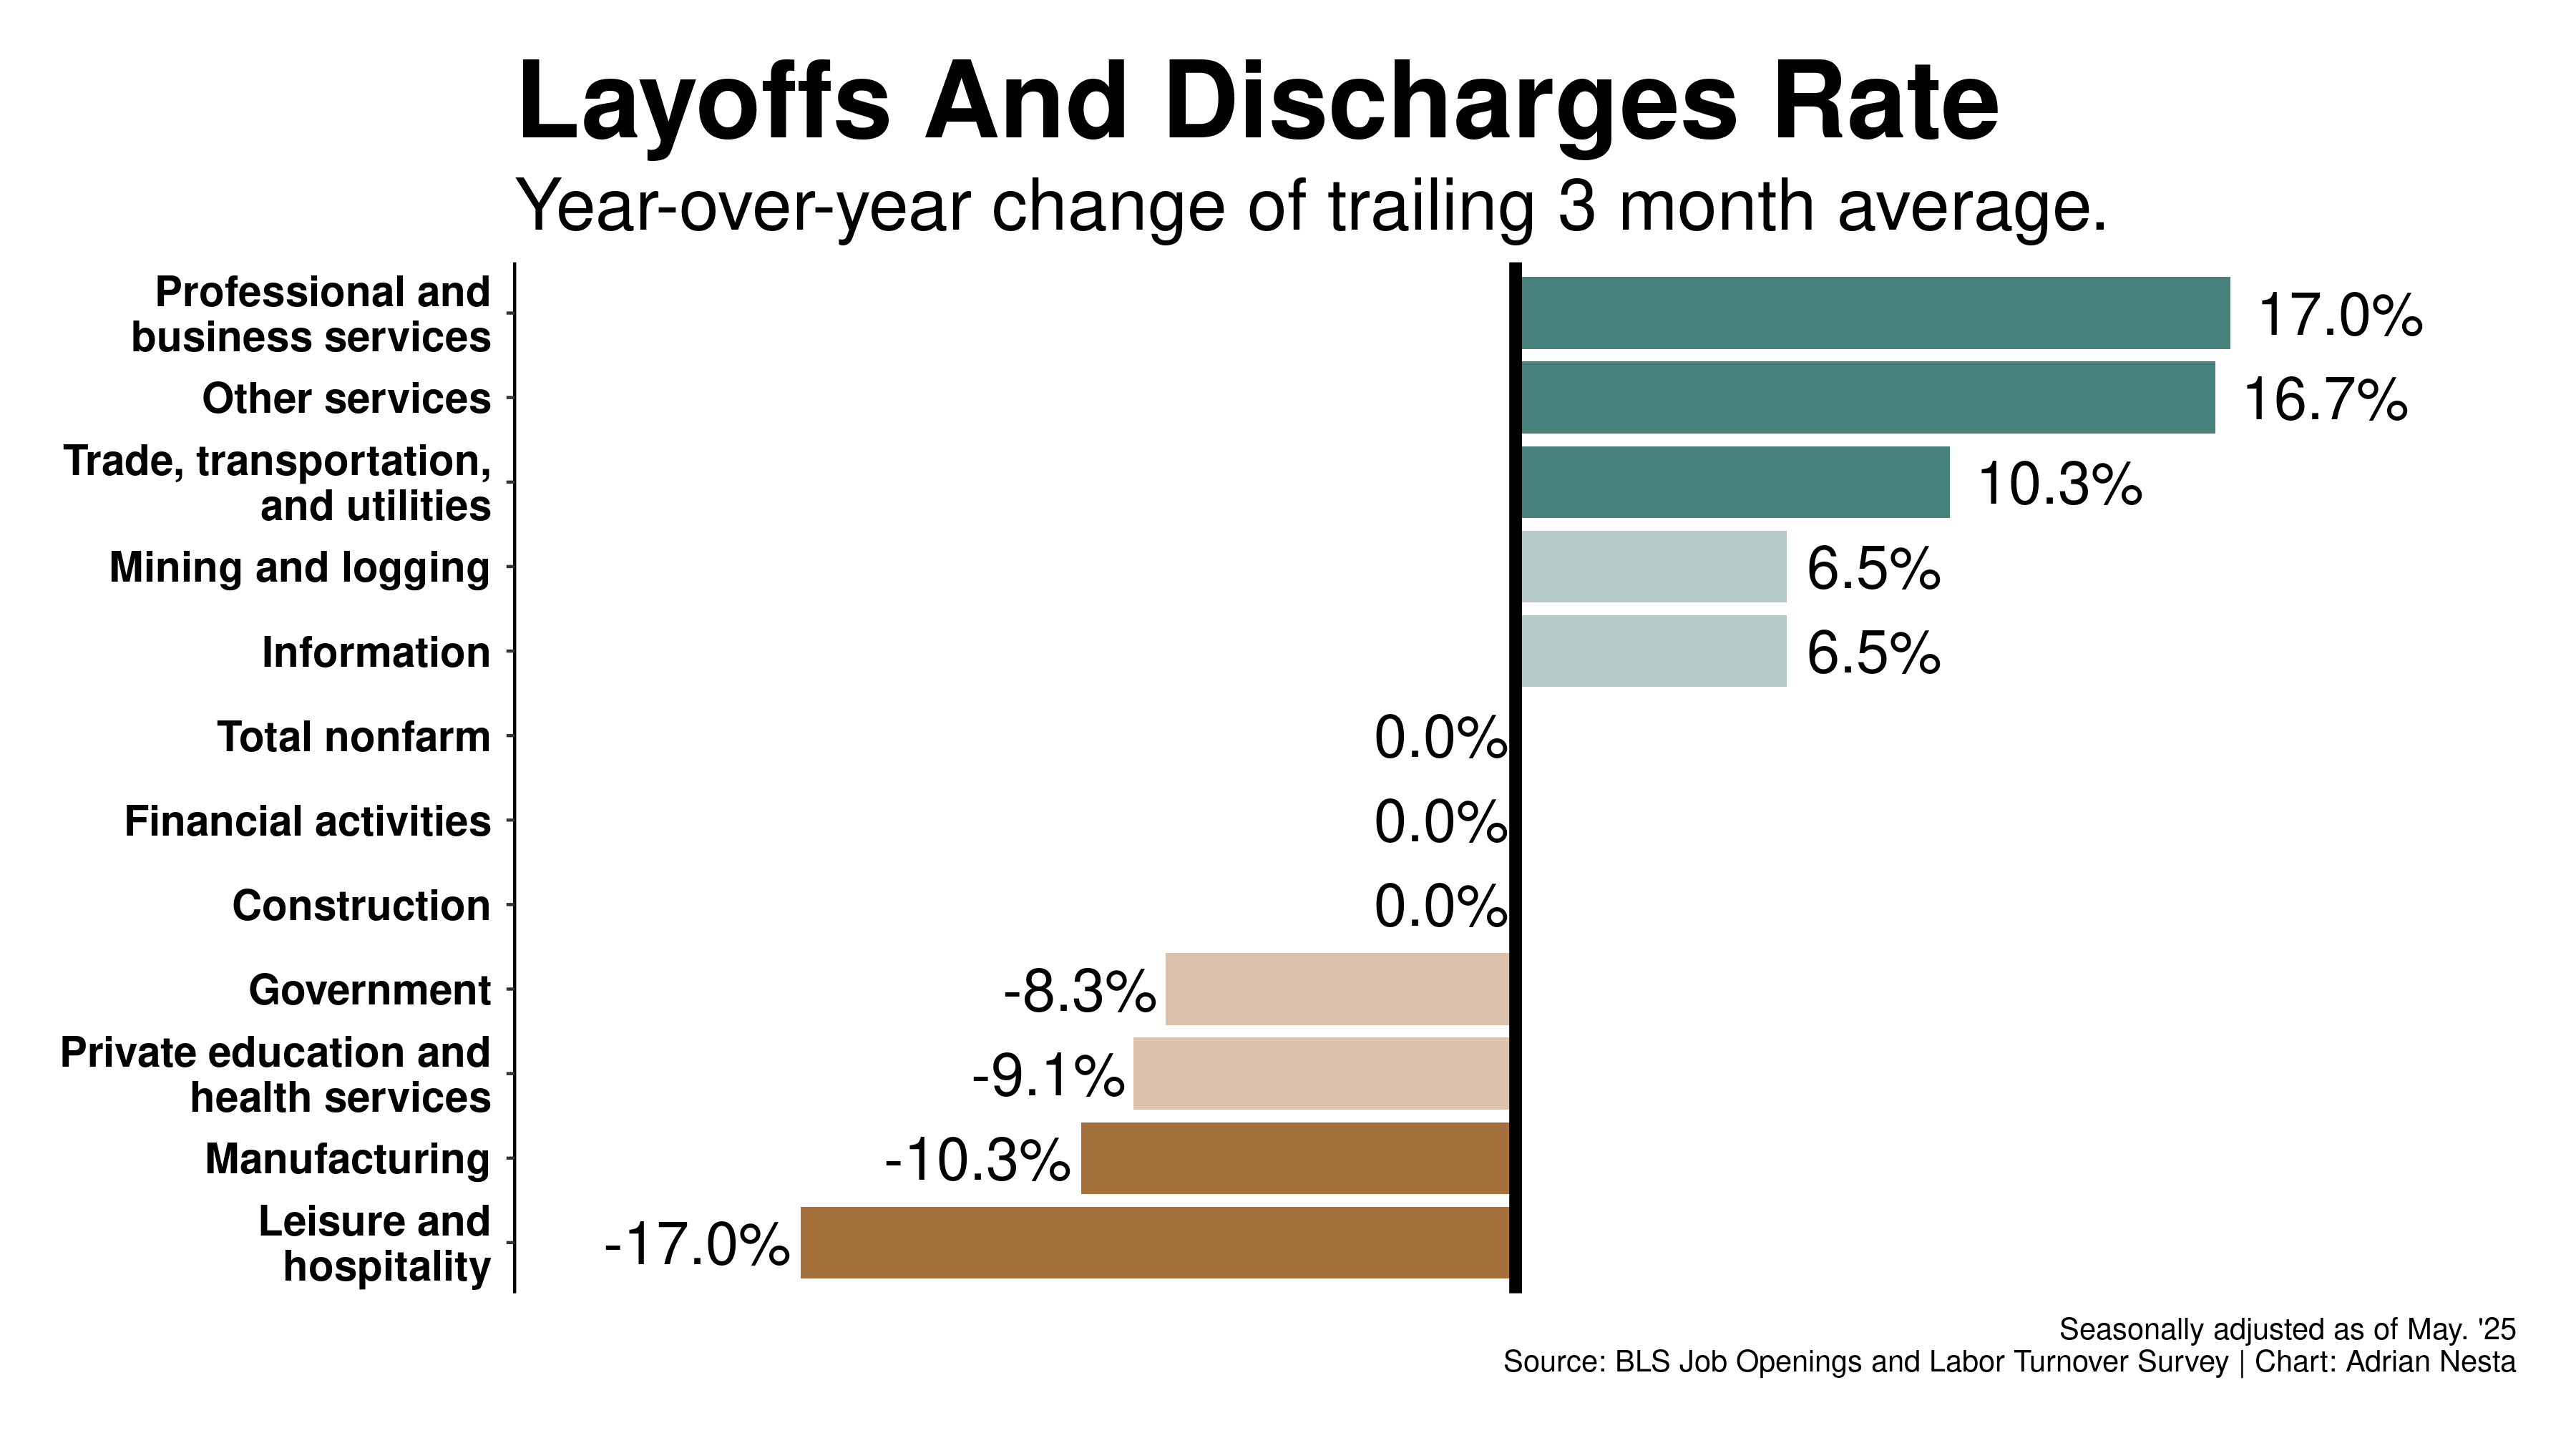 Layoffs And Discharges Rate
Year-over-year change of trailing 3 month average.
Professional and
business services
17.0%
Other services
16.7%
Trade, transportation,
and utilities
10.3%
Mining and logging
6.5%
Information
6.5%
Total nonfarm
0.0%
Financial activities
0.0%
Construction
0.0%
Government
-8.3%
Private education and
health services
-9.1%
Manufacturing
-10.3%
Leisure and
hospitality
-17.0%
Seasonally adjusted as of May. '25
Source: BLS Job Openings and Labor Turnover Survey | Chart: Adrian Nesta